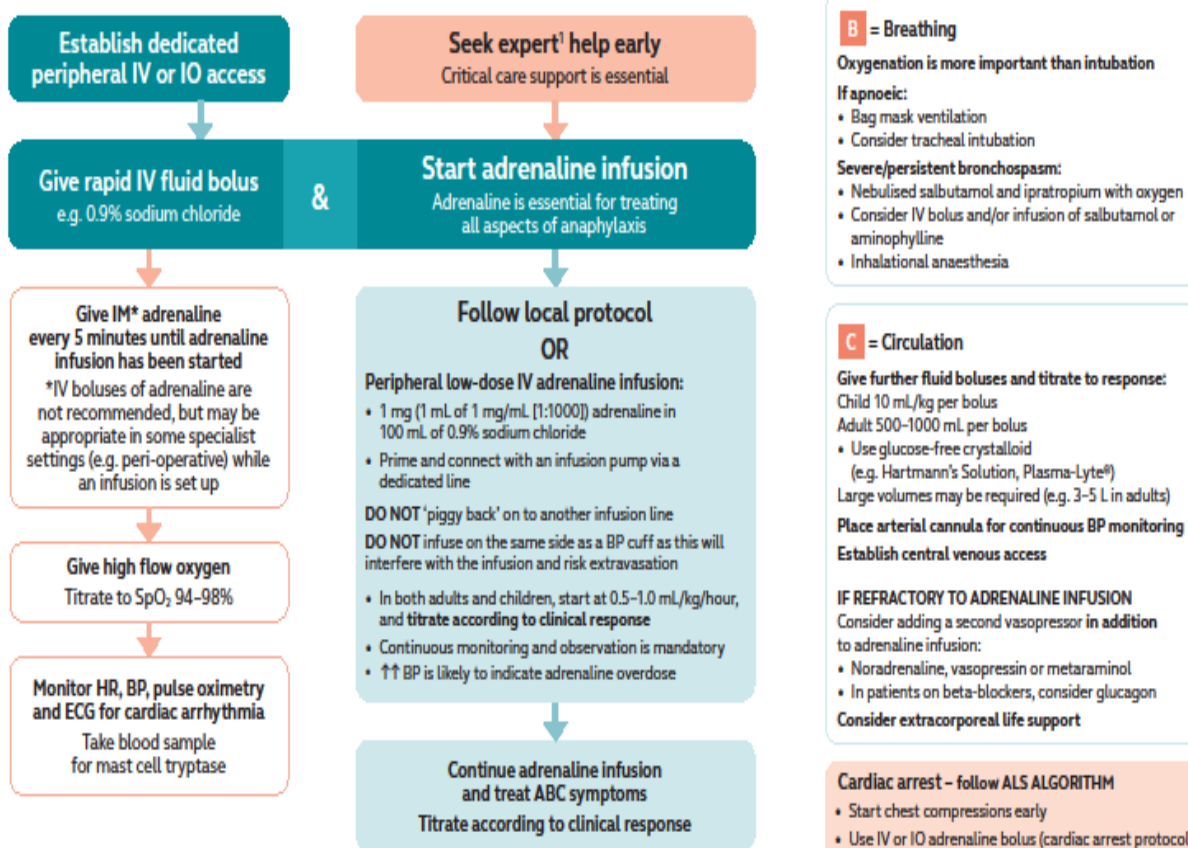 Establish dedicated
peripheral IV or IO access
Seek expert¹ help early
Critical care support is essential
Give rapid IV fluid bolus
e.g. 0.9% sodium chloride
&
Start adrenaline infusion
Adrenaline is essential for treating
all aspects of anaphylaxis
Give IM* adrenaline
every 5 minutes until adrenaline
infusion has been started
*IV boluses of adrenaline are
not recommended, but may be
appropriate in some specialist
settings (e.g. peri-operative) while
an infusion is set up
Give high flow oxygen
Titrate to SpO₂ 94–98%
Monitor HR, BP, pulse oximetry
and ECG for cardiac arrhythmia
Take blood sample
for mast cell tryptase
Follow local protocol
OR
Peripheral low-dose IV adrenaline infusion:
• 1 mg (1 mL of 1 mg/mL [1:1000]) adrenaline in
100 mL of 0.9% sodium chloride
• Prime and connect with an infusion pump via a
dedicated line
DO NOT 'piggy back' on to another infusion line
DO NOT infuse on the same side as a BP cuff as this will
interfere with the infusion and risk extravasation
• In both adults and children, start at 0.5–1.0 mL/kg/hour,
and titrate according to clinical response
• Continuous monitoring and observation is mandatory
• ↑↑ BP is likely to indicate adrenaline overdose
Continue adrenaline infusion
and treat ABC symptoms
Titrate according to clinical response
B = Breathing
Oxygenation is more important than intubation
If apnoeic:
• Bag mask ventilation
• Consider tracheal intubation
Severe/persistent bronchospasm:
• Nebulised salbutamol and ipratropium with oxygen
• Consider IV bolus and/or infusion of salbutamol or
aminophylline
• Inhalational anaesthesia
C = Circulation
Give further fluid boluses and titrate to response:
Child 10 mL/kg per bolus
Adult 500–1000 mL per bolus
• Use glucose-free crystalloid
(e.g. Hartmann's Solution, Plasma-Lyte®)
Large volumes may be required (e.g. 3–5 L in adults)
Place arterial cannula for continuous BP monitoring
Establish central venous access
IF REFRACTORY TO ADRENALINE INFUSION
Consider adding a second vasopressor in addition
to adrenaline infusion:
• Noradrenaline, vasopressin or metaraminol
• In patients on beta-blockers, consider glucagon
Consider extracorporeal life support
Cardiac arrest – follow ALS ALGORITHM
• Start chest compressions early
• Use IV or IO adrenaline bolus (cardiac arrest protocol